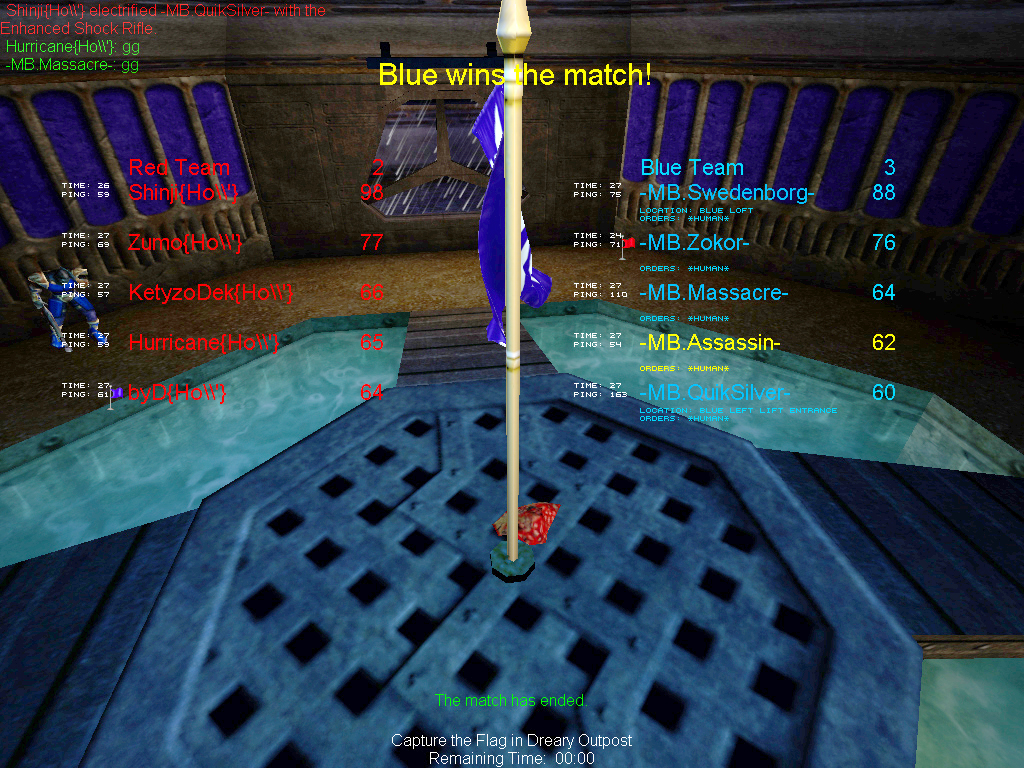 Shinji{Ho\\'} electrified -MB.QuikSilver- with the
Enhanced Shock Rifle.
Hurricane{Ho\\'}: gg
-MB.Massacre-: gg
Blue wins the match!
Red Team 2
TIME: 26
PING: 59
Shinji{Ho\\'} 98
TIME: 27
PING: 69
Zumo{Ho\\'} 77
TIME: 27
PING: 57
KetyzoDek{Ho\\'} 66
TIME: 27
PING: 59
Hurricane{Ho\\'} 65
TIME: 27
PING: 61
byD{Ho\\'} 64
Blue Team 3
TIME: 27
PING: 75
-MB.Swedenborg- 88
LOCATION: BLUE LOFT
ORDERS: *HUMAN*
TIME: 24
PING: 71
-MB.Zokor- 76
ORDERS: *HUMAN*
TIME: 27
PING: 110
-MB.Massacre- 64
ORDERS: *HUMAN*
TIME: 27
PING: 54
-MB.Assassin- 62
ORDERS: *HUMAN*
TIME: 27
PING: 163
-MB.QuikSilver- 60
LOCATION: BLUE LEFT LIFT ENTRANCE
ORDERS: *HUMAN*
The match has ended.
Capture the Flag in Dreary Outpost
Remaining Time: 00:00